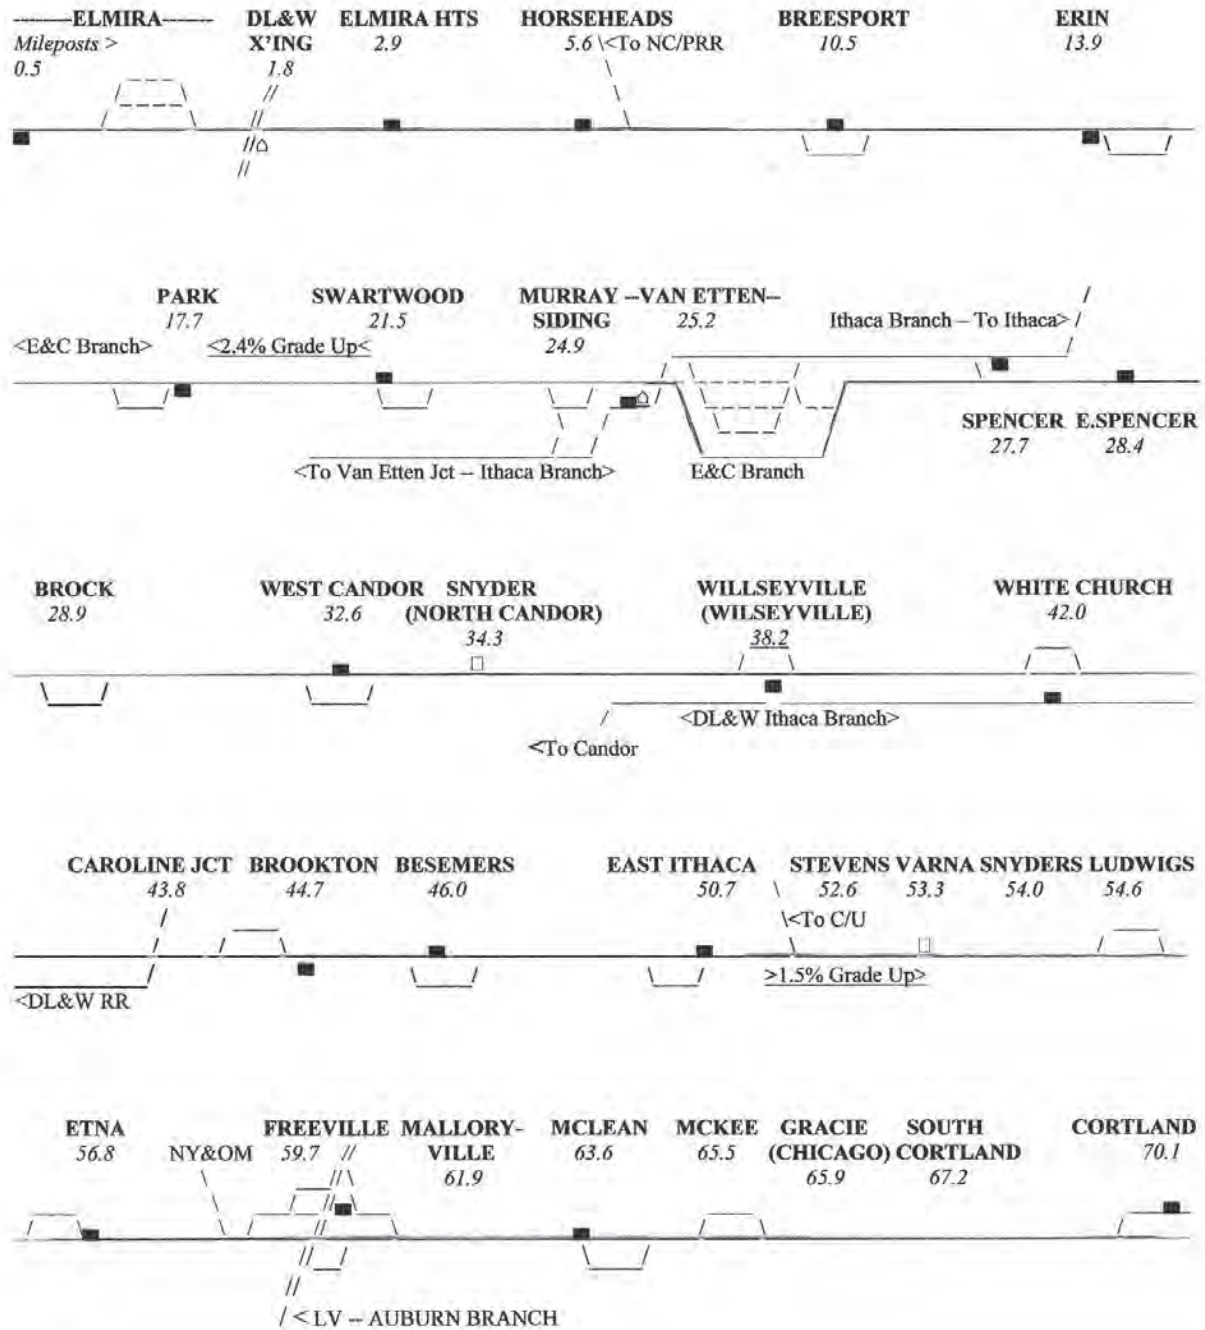 -------ELMIRA------- DL&W ELMIRA HTS HORSEHEADS BREESPORT ERIN
Mileposts > X'ING 2.9 5.6 \<To NC/PRR 10.5 13.9
0.5 1.8
PARK SWARTWOOD MURRAY --VAN ETTEN--
17.7 21.5 SIDING 25.2 Ithaca Branch – To Ithaca>
<E&C Branch> <2.4% Grade Up< 24.9
SPENCER E.SPENCER
27.7 28.4
<To Van Etten Jct -- Ithaca Branch> E&C Branch
BROCK WEST CANDOR SNYDER WILLSEYVILLE WHITE CHURCH
28.9 32.6 (NORTH CANDOR) (WILSEYVILLE) 42.0
34.3 38.2
<DL&W Ithaca Branch>
<To Candor
CAROLINE JCT BROOKTON BESEMERS EAST ITHACA STEVENS VARNA SNYDERS LUDWIGS
43.8 44.7 46.0 50.7 52.6 53.3 54.0 54.6
\<To C/U
>1.5% Grade Up>
<DL&W RR
ETNA FREEVILLE MALLORY- MCLEAN MCKEE GRACIE SOUTH CORTLAND
56.8 NY&OM 59.7 VILLE 63.6 65.5 (CHICAGO) CORTLAND 70.1
61.9 65.9 67.2
< LV -- AUBURN BRANCH